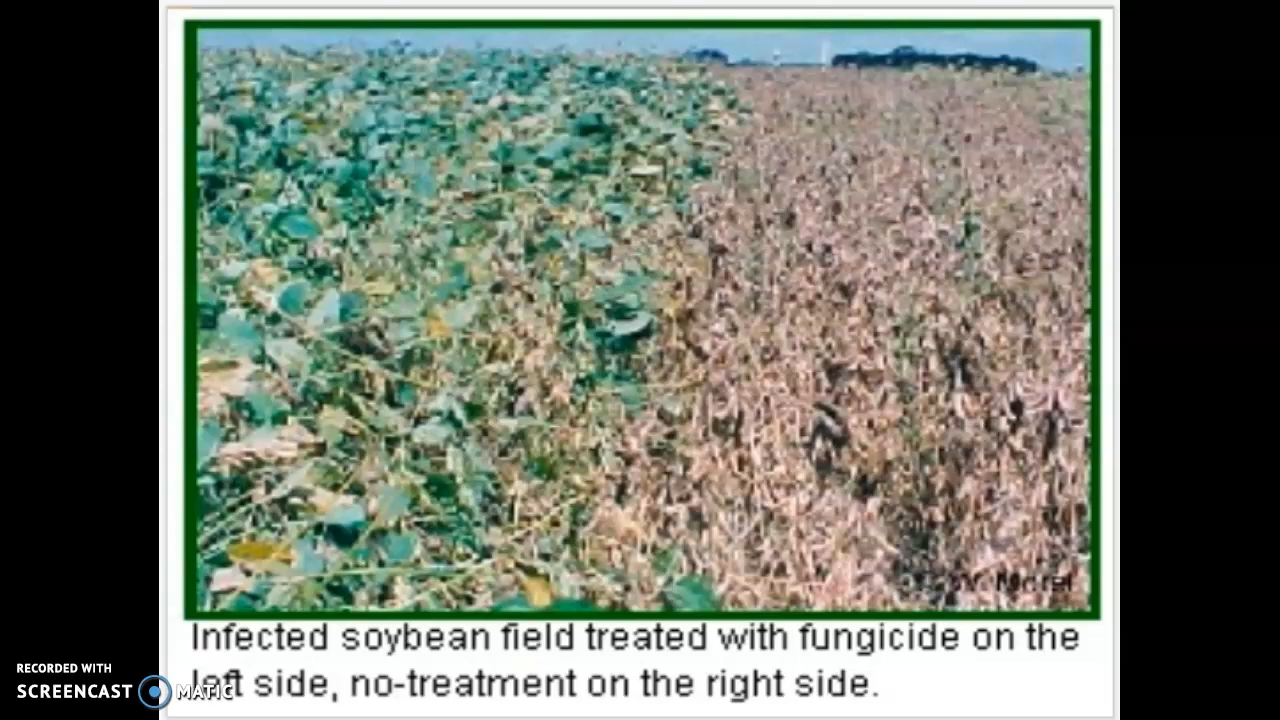 Infected soybean field treated with fungicide on the
left side, no-treatment on the right side.
RECORDED WITH
SCREENCAST MATIC